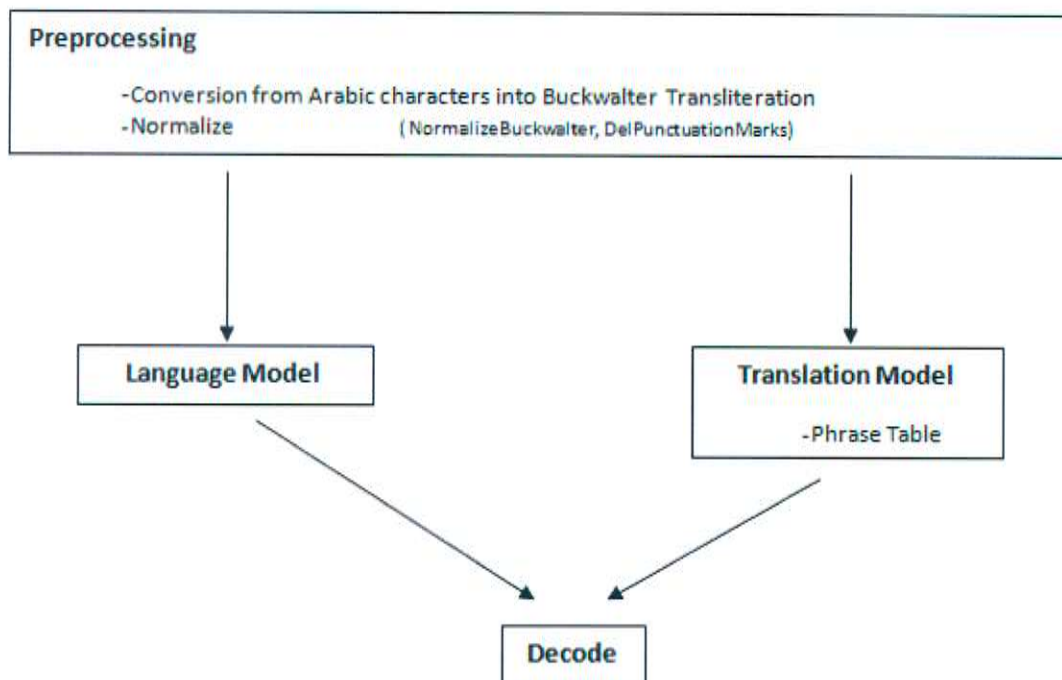 Preprocessing
-Conversion from Arabic characters into Buckwalter Transliteration
-Normalize (NormalizeBuckwalter, DelPunctuationMarks)
Language Model
Translation Model
-Phrase Table
Decode